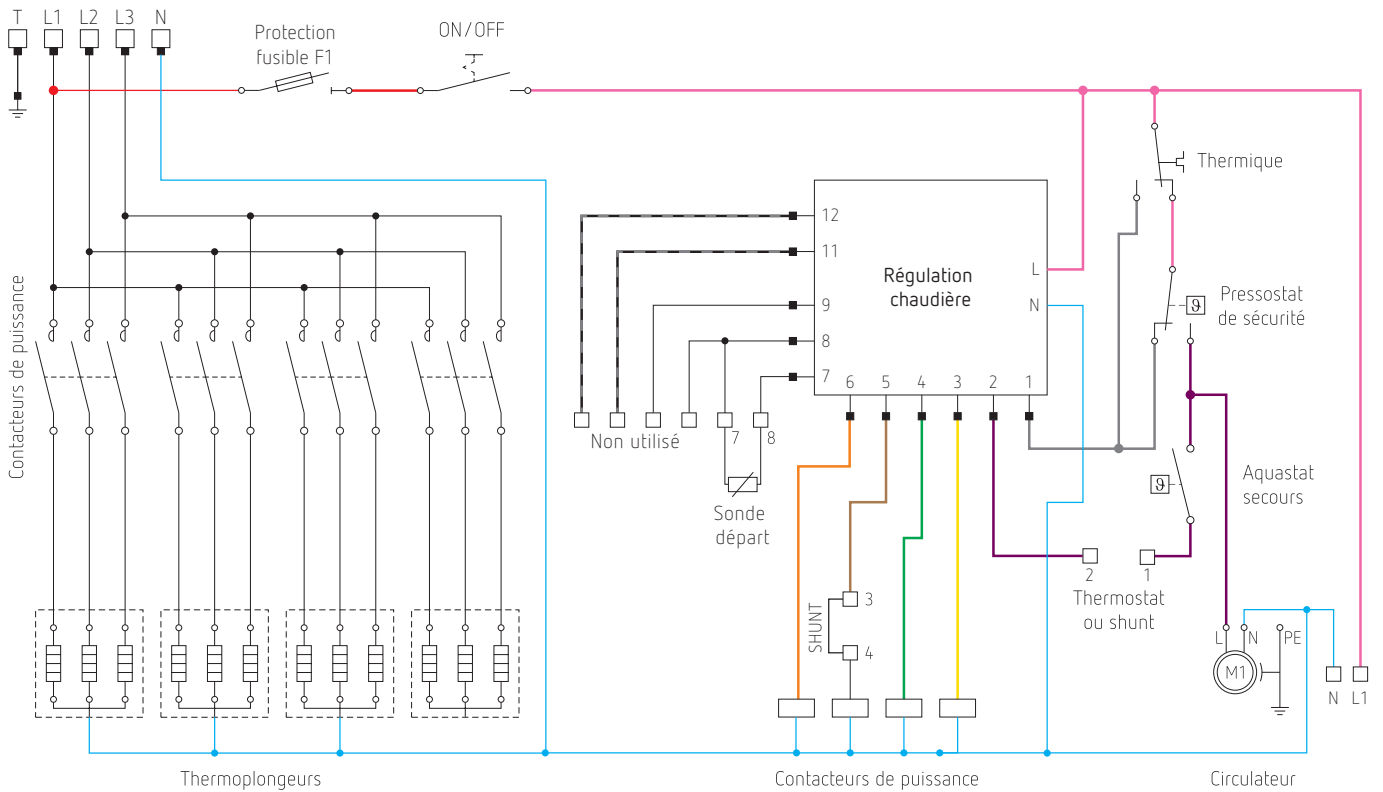 T L1 L2 L3 N
Protection
fusible F1
ON/OFF
Thermique
12
11
9
8
7
Régulation
chaudière
L
N
6 5 4 3 2 1
Pressostat
de sécurité
ϑ
Contacteurs de puissance
Non utilisé
7 8
Sonde
départ
Aquastat
secours
ϑ
2 1
Thermostat
ou shunt
SHUNT
3
4
L N PE
M1
N L1
Thermoplongeurs
Contacteurs de puissance
Circulateur